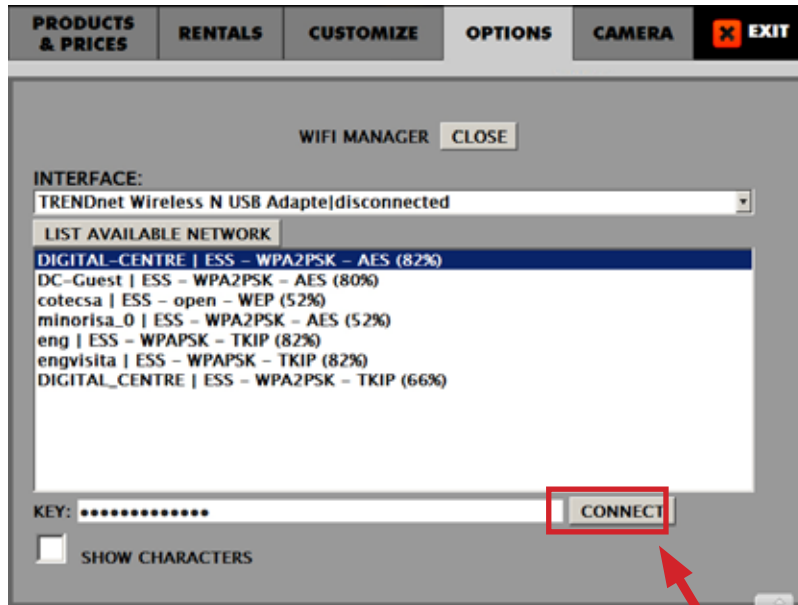 PRODUCTS
& PRICES
RENTALS
CUSTOMIZE
OPTIONS
CAMERA
EXIT
WIFI MANAGER CLOSE
INTERFACE:
TRENDnet Wireless N USB Adapte|disconnected
LIST AVAILABLE NETWORK
DIGITAL-CENTRE | ESS - WPA2PSK - AES (82%)
DC-Guest | ESS - WPA2PSK - AES (80%)
cotecsa | ESS - open - WEP (52%)
minorisa_0 | ESS - WPA2PSK - AES (52%)
eng | ESS - WPAPSK - TKIP (82%)
engvisita | ESS - WPAPSK - TKIP (82%)
DIGITAL_CENTRE | ESS - WPA2PSK - TKIP (66%)
KEY: ••••••••••••• CONNECT
SHOW CHARACTERS